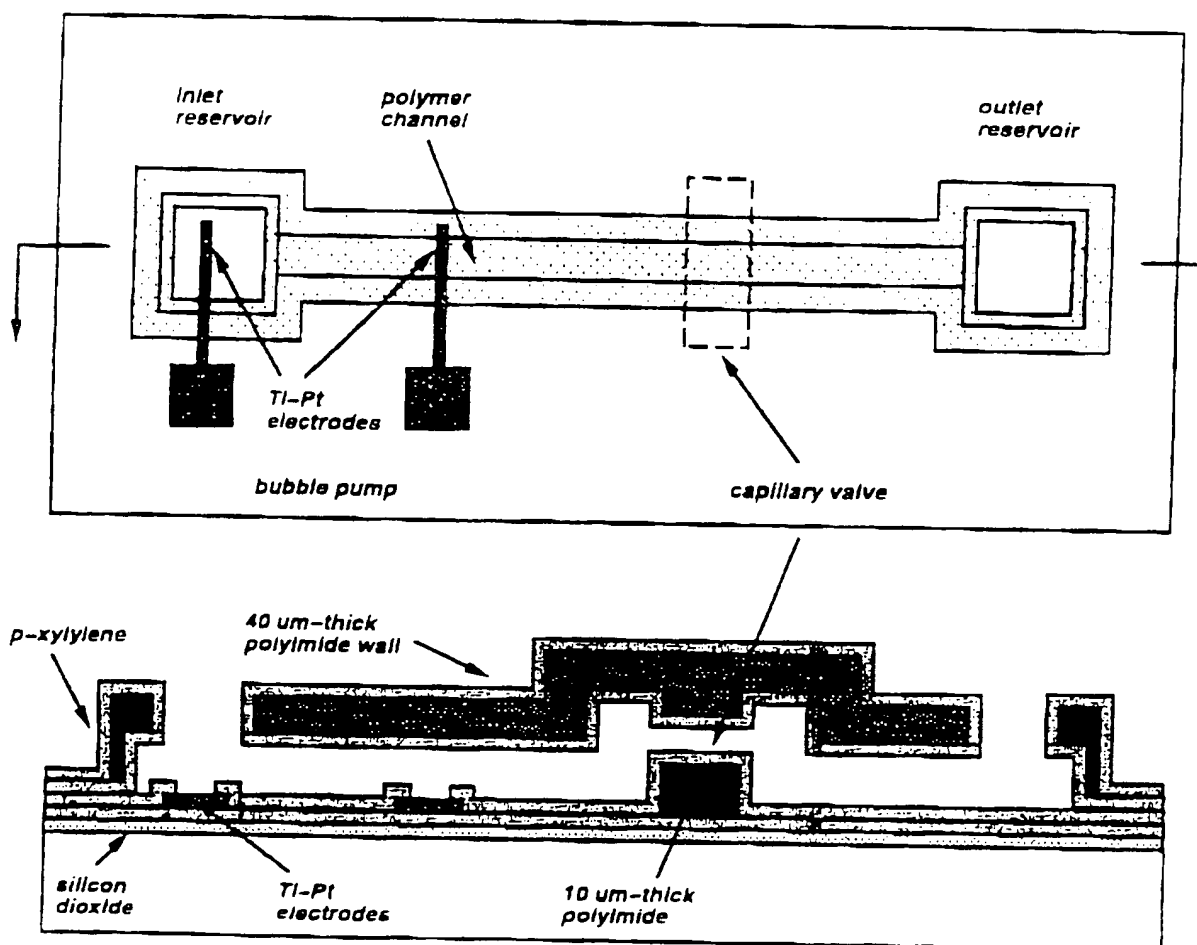 inlet
reservoir
polymer
channel
outlet
reservoir
Ti-Pt
electrodes
bubble pump
capillary valve
p-xylylene
40 um-thick
polyimide wall
silicon
dioxide
Ti-Pt
electrodes
10 um-thick
polyimide